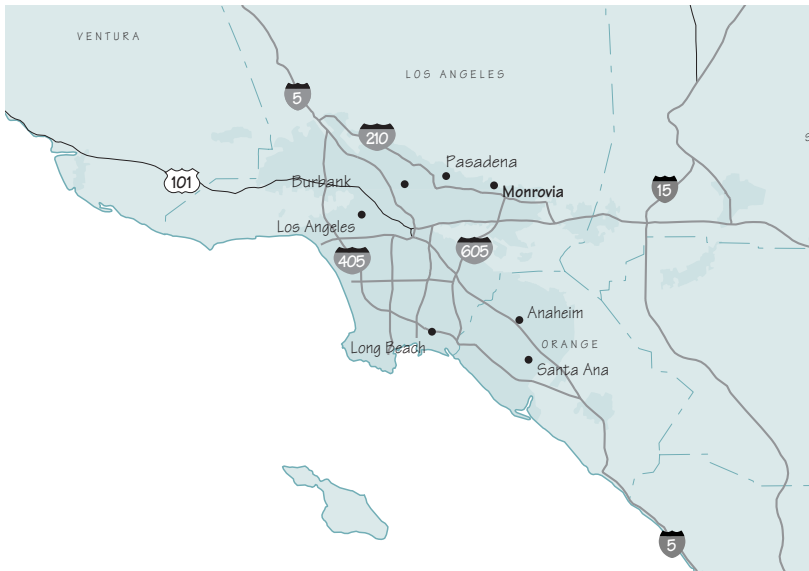 VENTURA
LOS ANGELES
5
210
Pasadena
101
Burbank
Monrovia
15
S
Los Angeles
405
605
Anaheim
Long Beach
ORANGE
Santa Ana
5